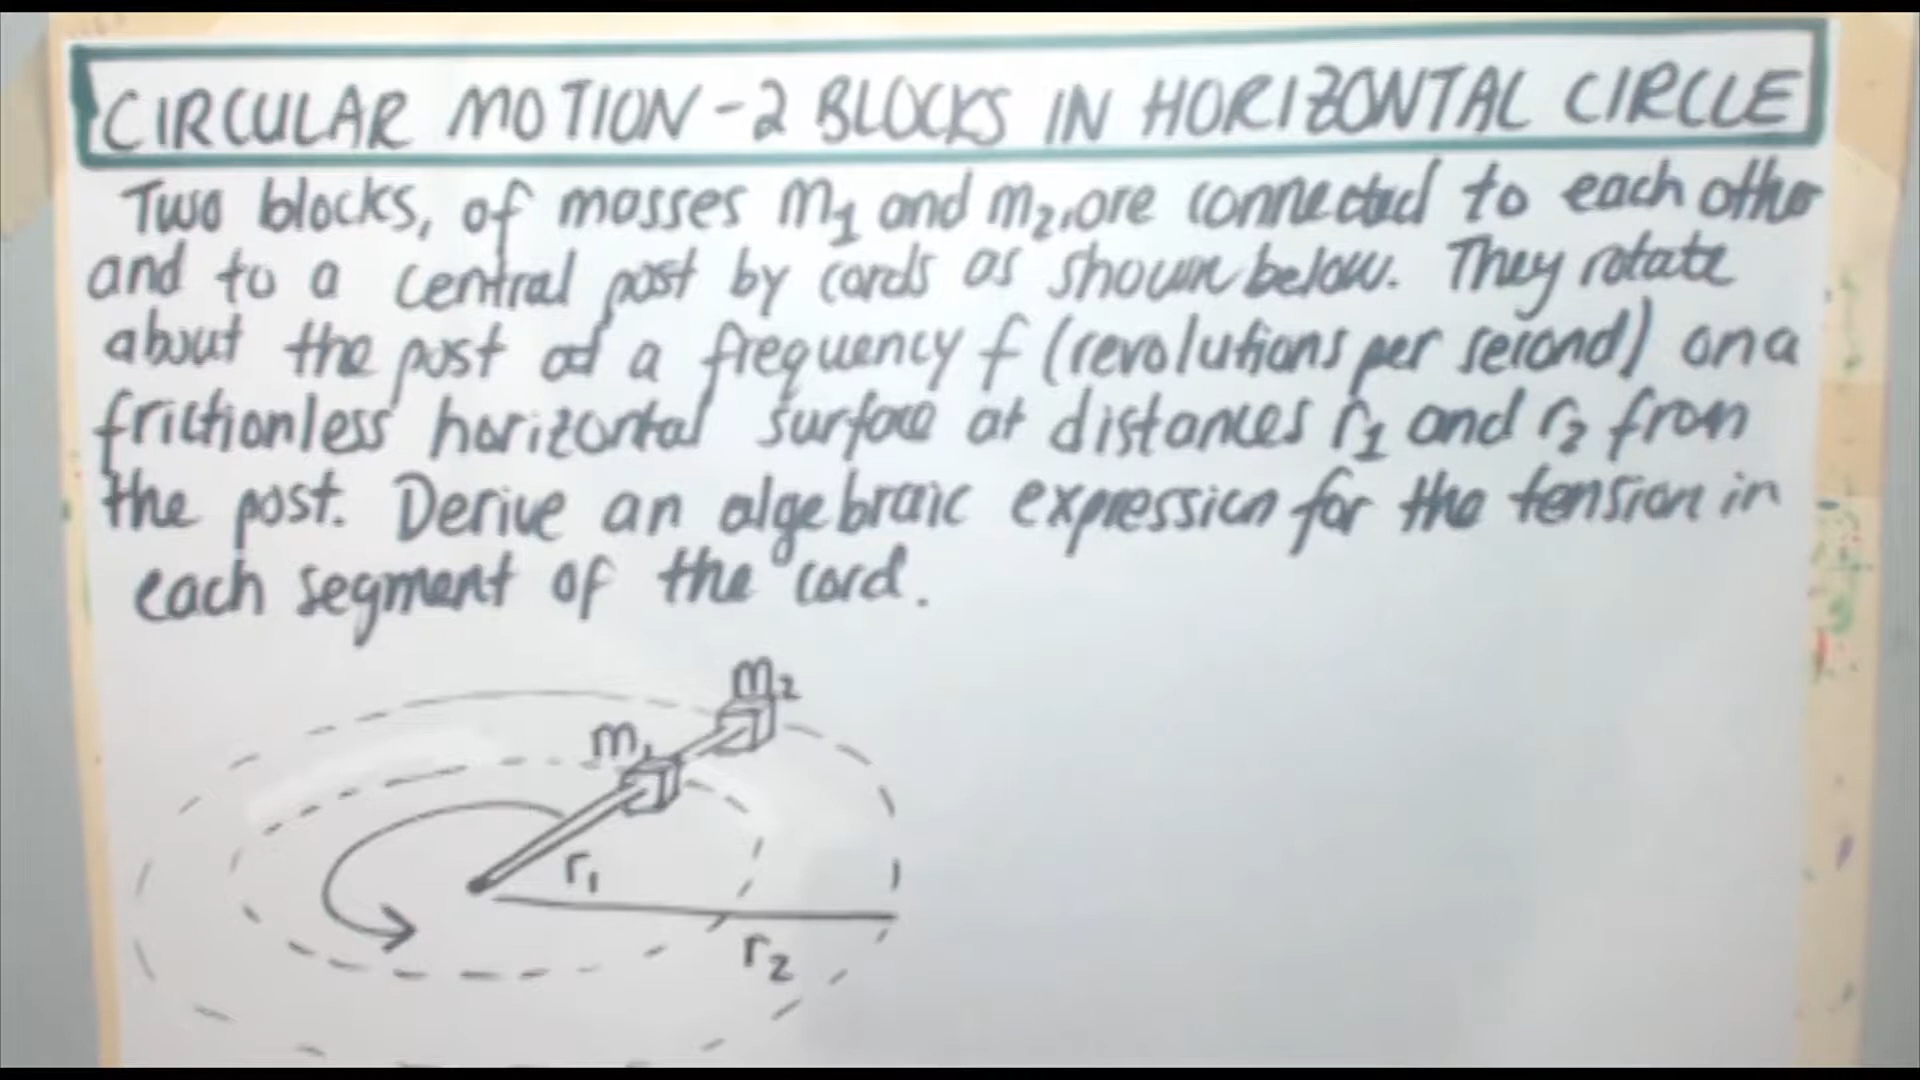 CIRCULAR MOTION - 2 BLOCKS IN HORIZONTAL CIRCLE
Two blocks, of masses m₁ and m₂, are connected to each other
and to a central post by cords as shown below. They rotate
about the post at a frequency f (revolutions per second) on a
frictionless horizontal surface at distances r₁ and r₂ from
the post. Derive an algebraic expression for the tension in
each segment of the cord.
m₂
m₁
r₁
r₂